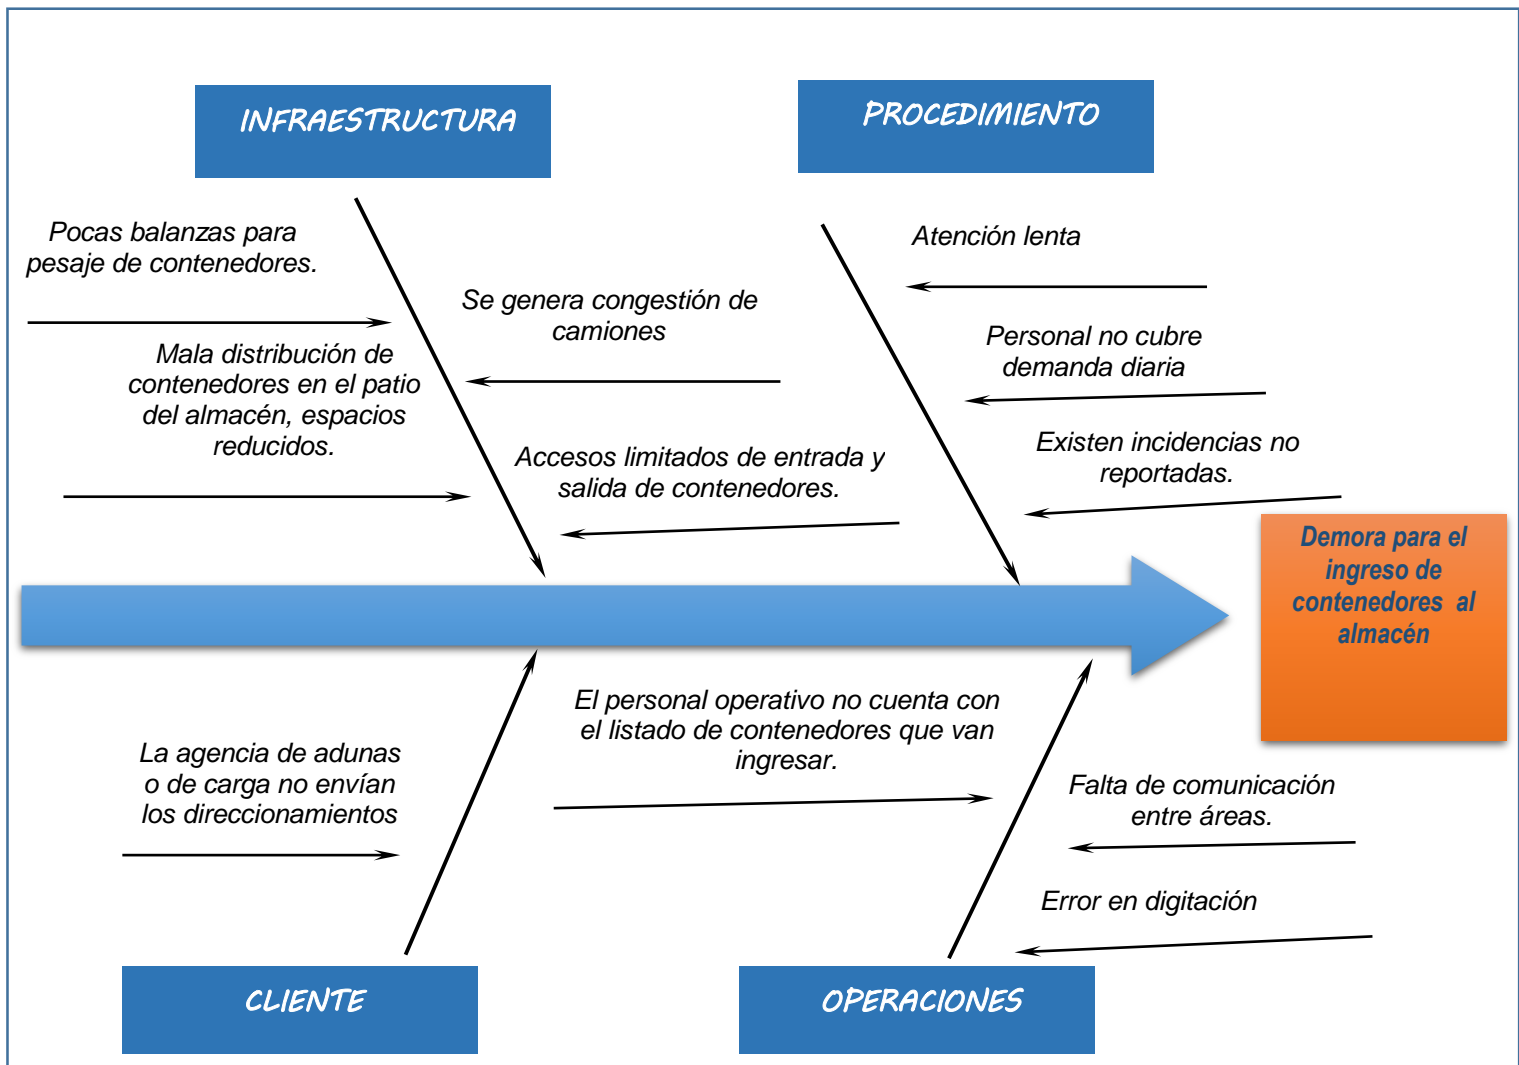 INFRAESTRUCTURA
PROCEDIMIENTO
Pocas balanzas para
pesaje de contenedores.
Mala distribución de
contenedores en el patio
del almacén, espacios
reducidos.
Se genera congestión de
camiones
Accesos limitados de entrada y
salida de contenedores.
Atención lenta
Personal no cubre
demanda diaria
Existen incidencias no
reportadas.
Demora para el
ingreso de
contenedores al
almacén
La agencia de adunas
o de carga no envían
los direccionamientos
El personal operativo no cuenta con
el listado de contenedores que van
ingresar.
Falta de comunicación
entre áreas.
Error en digitación
CLIENTE
OPERACIONES